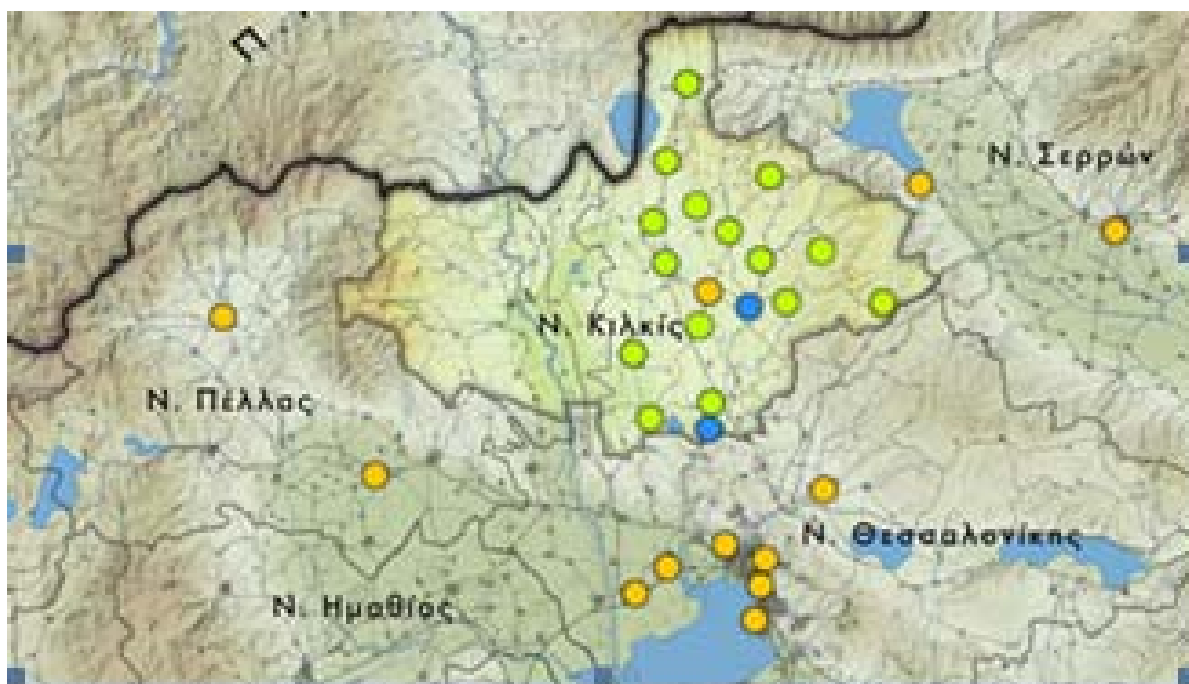 Π.
Ν. Σερρών
Ν. Κιλκίς
Ν. Πέλλας
Ν. Θεσσαλονίκης
Ν. Ημαθίας